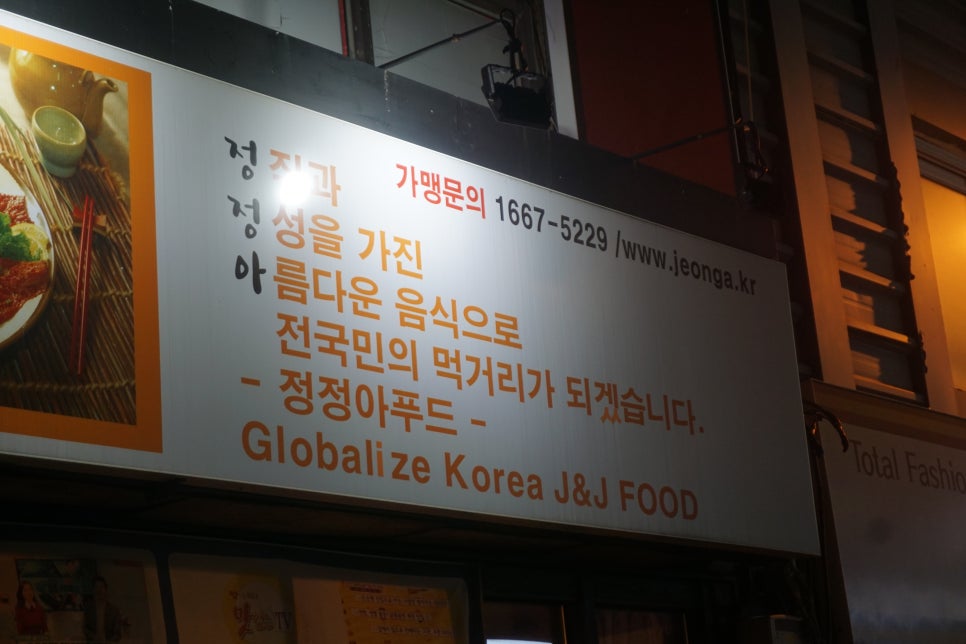 정직과
정성을 가진
아름다운 음식으로
전국민의 먹거리가 되겠습니다.
- 정정아푸드 -
Globalize Korea J&J FOOD
가맹문의 1667-5229 /www.jeonga.kr
Total Fashio